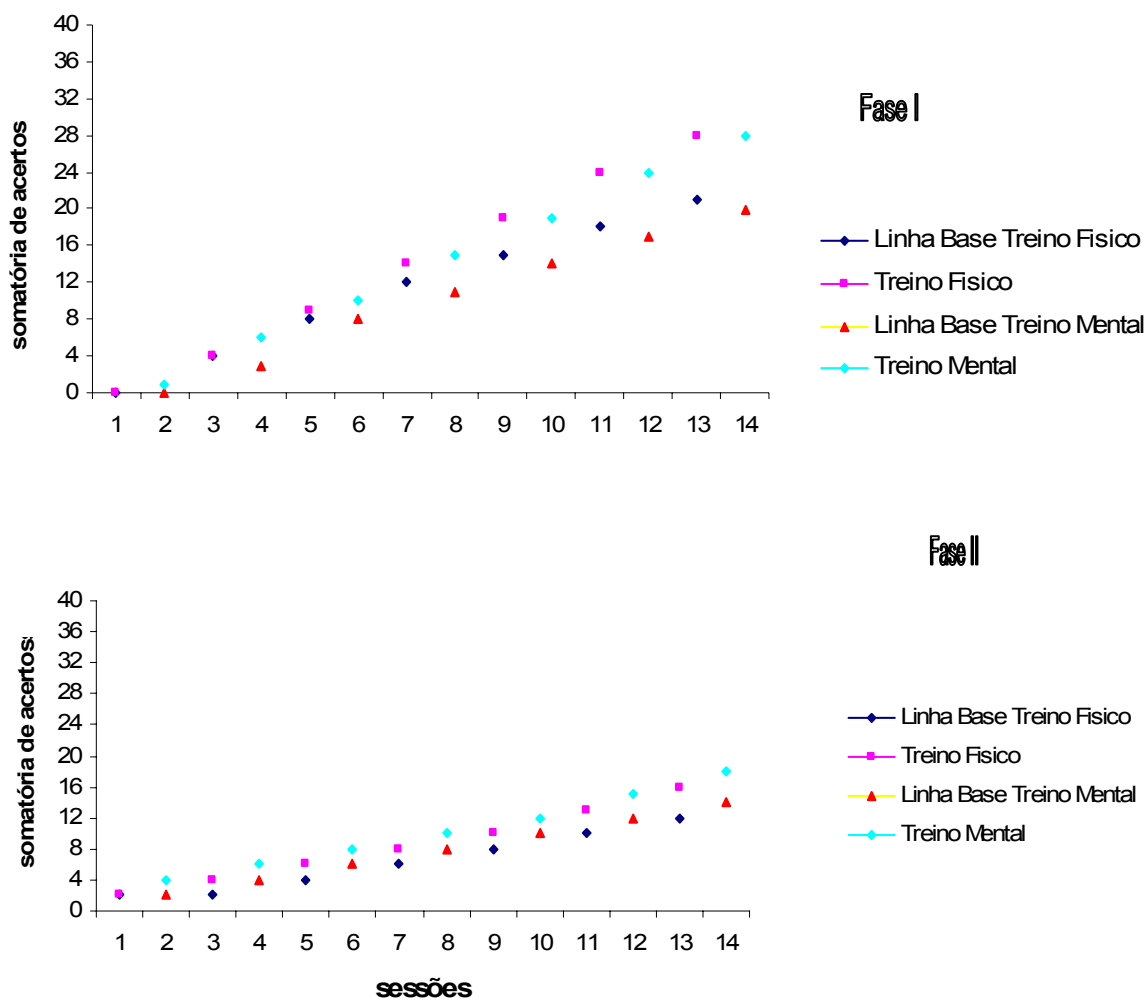 40
36
32
28
24
20
16
12
8
4
0
somatória de acertos
1 2 3 4 5 6 7 8 9 10 11 12 13 14
Fase I
Linha Base Treino Fisico
Treino Fisico
Linha Base Treino Mental
Treino Mental
Fase II
40
36
32
28
24
20
16
12
8
4
0
somatória de acertos
1 2 3 4 5 6 7 8 9 10 11 12 13 14
sessões
Linha Base Treino Fisico
Treino Fisico
Linha Base Treino Mental
Treino Mental